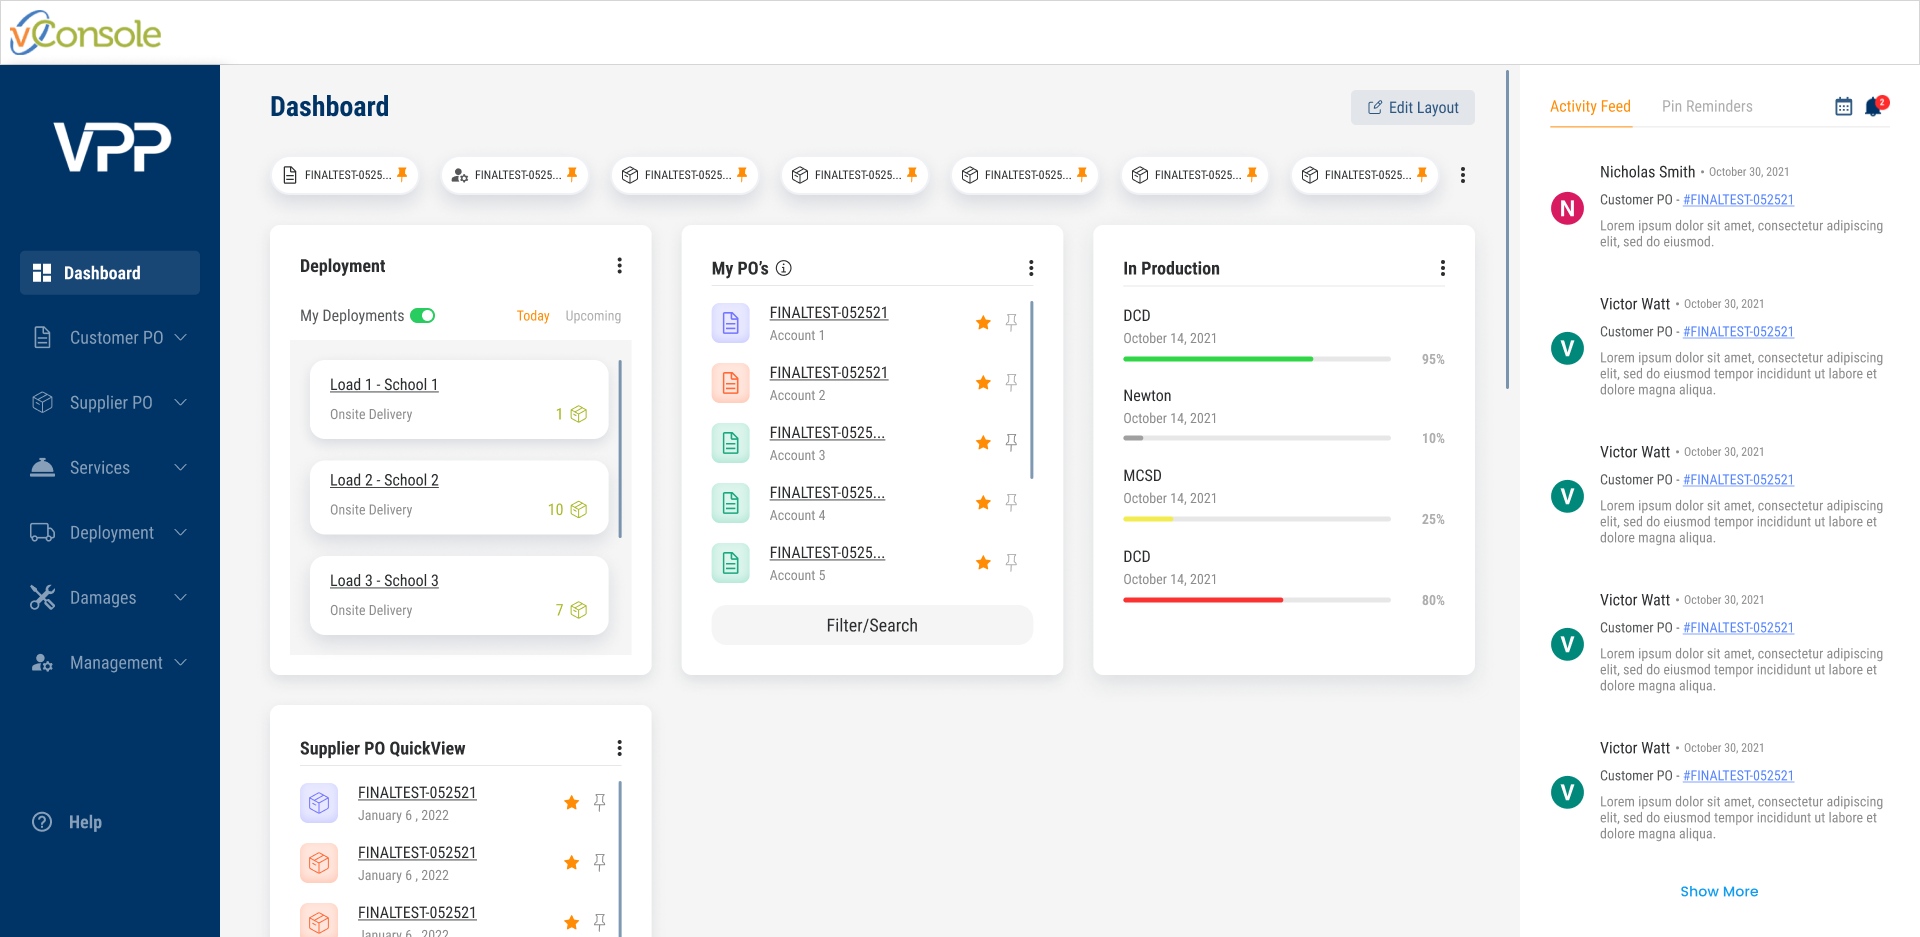 vConsole
VPP
Dashboard
Customer PO
Supplier PO
Services
Deployment
Damages
Management
Help
Dashboard
Edit Layout
FINALTEST-0525...
FINALTEST-0525...
FINALTEST-0525...
FINALTEST-0525...
FINALTEST-0525...
FINALTEST-0525...
FINALTEST-0525...
Deployment
My Deployments
Today
Upcoming
Load 1 - School 1
Onsite Delivery
1
Load 2 - School 2
Onsite Delivery
10
Load 3 - School 3
Onsite Delivery
7
My PO's
FINALTEST-052521
Account 1
FINALTEST-052521
Account 2
FINALTEST-0525...
Account 3
FINALTEST-0525...
Account 4
FINALTEST-0525...
Account 5
Filter/Search
In Production
DCD
October 14, 2021
95%
Newton
October 14, 2021
10%
MCSD
October 14, 2021
25%
DCD
October 14, 2021
80%
Supplier PO QuickView
FINALTEST-052521
January 6 , 2022
FINALTEST-052521
January 6 , 2022
FINALTEST-052521
January 6 , 2022
Activity Feed
Pin Reminders
2
N
Nicholas Smith • October 30, 2021
Customer PO - #FINALTEST-052521
Lorem ipsum dolor sit amet, consectetur adipiscing
elit, sed do eiusmod.
V
Victor Watt • October 30, 2021
Customer PO - #FINALTEST-052521
Lorem ipsum dolor sit amet, consectetur adipiscing
elit, sed do eiusmod tempor incididunt ut labore et
dolore magna aliqua.
V
Victor Watt • October 30, 2021
Customer PO - #FINALTEST-052521
Lorem ipsum dolor sit amet, consectetur adipiscing
elit, sed do eiusmod tempor incididunt ut labore et
dolore magna aliqua.
V
Victor Watt • October 30, 2021
Customer PO - #FINALTEST-052521
Lorem ipsum dolor sit amet, consectetur adipiscing
elit, sed do eiusmod tempor incididunt ut labore et
dolore magna aliqua.
V
Victor Watt • October 30, 2021
Customer PO - #FINALTEST-052521
Lorem ipsum dolor sit amet, consectetur adipiscing
elit, sed do eiusmod tempor incididunt ut labore et
dolore magna aliqua.
Show More